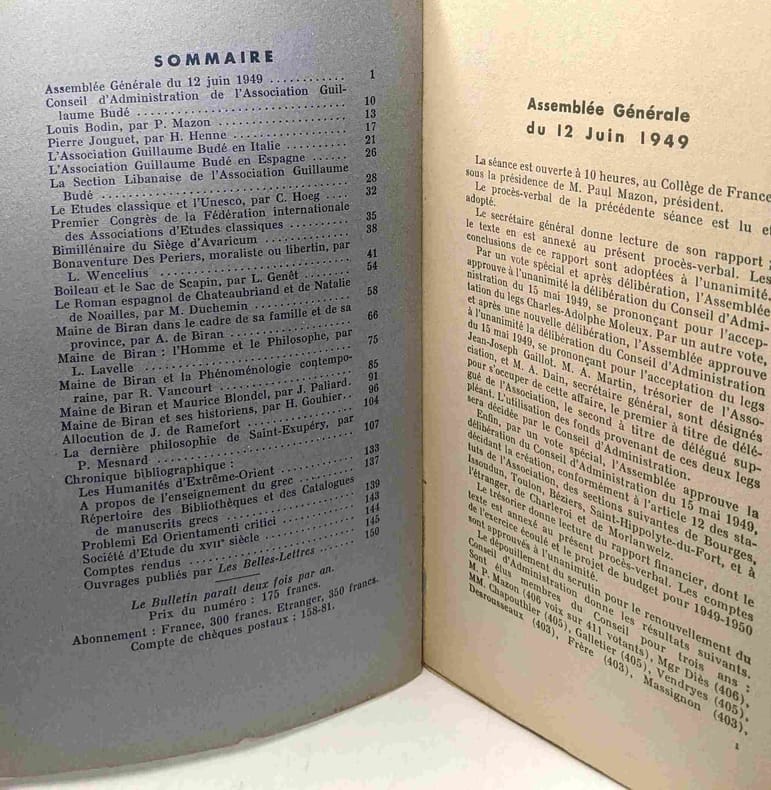 SOMMAIRE
Assemblée Générale du 12 juin 1949 ........... 1
Conseil d'Administration de l'Association Guil-
laume Budé ........... 10
Louis Bodin, par P. Mazon ........... 13
Pierre Jouguet, par H. Henne ........... 17
L'Association Guillaume Budé en Italie ........... 21
L'Association Guillaume Budé en Espagne ...... 26
La Section Libanaise de l'Association Guillaume
Budé ........... 28
Le Etudes classique et l'Unesco, par C. Hoeg .... 32
Premier Congrès de la Fédération internationale
des Associations d'Etudes classiques ........... 35
Bimillénaire du Siège d'Avaricum ........... 38
Bonaventure Des Periers, moraliste ou libertin, par
L. Wencelius ........... 41
Boileau et le Sac de Scapin, par L. Genêt ........ 54
Le Roman espagnol de Chateaubriand et de Natalie
de Noailles, par M. Duchemin ........... 58
Maine de Biran dans le cadre de sa famille et de sa
province, par A. de Biran ........... 66
Maine de Biran : l'Homme et le Philosophe, par
L. Lavelle ........... 75
Maine de Biran et la Phénoménologie contempo-
raine, par R. Vancourt ........... 85
Maine de Biran et Maurice Blondel, par J. Paliard. 91
Maine de Biran et ses historiens, par H. Gouhier.. 96
Allocution de J. de Ramefort ........... 104
La dernière philosophie de Saint-Exupéry, par
P. Mesnard ........... 107
Chronique bibliographique :
Les Humanités d'Extrême-Orient ........... 133
A propos de l'enseignement du grec ........... 137
Répertoire des Bibliothèques et des Catalogues
de manuscrits grecs ........... 139
Problemi Ed Orientamenti critici ........... 143
Société d'Etude du XVIIe siècle ........... 144
Comptes rendus ........... 145
Ouvrages publiés par Les Belles-Lettres ........... 150
Le Bulletin paraît deux fois par an.
Prix du numéro : 175 francs.
Abonnement : France, 300 francs. Etranger, 350 francs.
Compte de chèques postaux : 158-81.
Assemblée Générale
du 12 Juin 1949
La séance est ouverte à 10 heures, au Collège de France
sous la présidence de M. Paul Mazon, président.
Le procès-verbal de la précédente séance est lu et
adopté.
Le secrétaire général donne lecture de son rapport ;
le texte en est annexé au présent procès-verbal. Les
conclusions de ce rapport sont adoptées à l'unanimité.
Par un vote spécial et après délibération, l'Assemblée
approuve à l'unanimité la délibération du Conseil d'Admi-
nistration du 15 mai 1949, se prononçant pour l'accep-
tation du legs Charles-Adolphe Moleux. Par un autre vote,
et après une nouvelle délibération, l'Assemblée approuve
à l'unanimité la délibération du Conseil d'Administration
du 15 mai 1949, se prononçant pour l'acceptation du legs
Jean-Joseph Gaillot. M. A. Martin, trésorier de l'Asso-
ciation, et M. A. Dain, secrétaire général, sont désignés
pour s'occuper de cette affaire, le premier à titre de délé-
gué de l'Association, le second à titre de délégué sup-
pléant. L'utilisation des fonds provenant de ces deux legs
sera décidée par le Conseil d'Administration.
Enfin, par un vote spécial, l'Assemblée approuve la
délibération du Conseil d'Administration du 15 mai 1949,
décidant la création, conformément à l'article 12 des sta-
tuts de l'Association, des sections suivantes de Bourges,
Issoudun, Toulon, Béziers, Saint-Hippolyte-du-Fort, et à
l'étranger, de Charleroi et de Morlanwelz.
Le trésorier donne lecture du rapport financier, dont le
texte est annexé au présent procès-verbal. Les comptes
de l'exercice écoulé et le projet de budget pour 1949-1950
sont approuvés à l'unanimité.
Le dépouillement du scrutin pour le renouvellement du
Conseil d'Administration donne les résultats suivants.
Sont élus membres du Conseil pour trois ans :
M. P. Mazon (406 voix sur 411 votants), Mgr Diès (406),
MM. Chapouthier (405), Galletier (405), Vendryes (405),
Desrousseaux (403), Frère (403), Massignon (403),
1